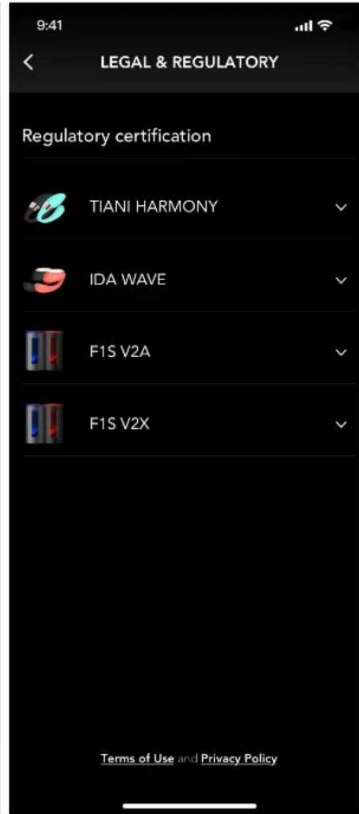 9:41
LEGAL & REGULATORY
Regulatory certification
TIANI HARMONY
IDA WAVE
F1S V2A
F1S V2X
Terms of Use and Privacy Policy